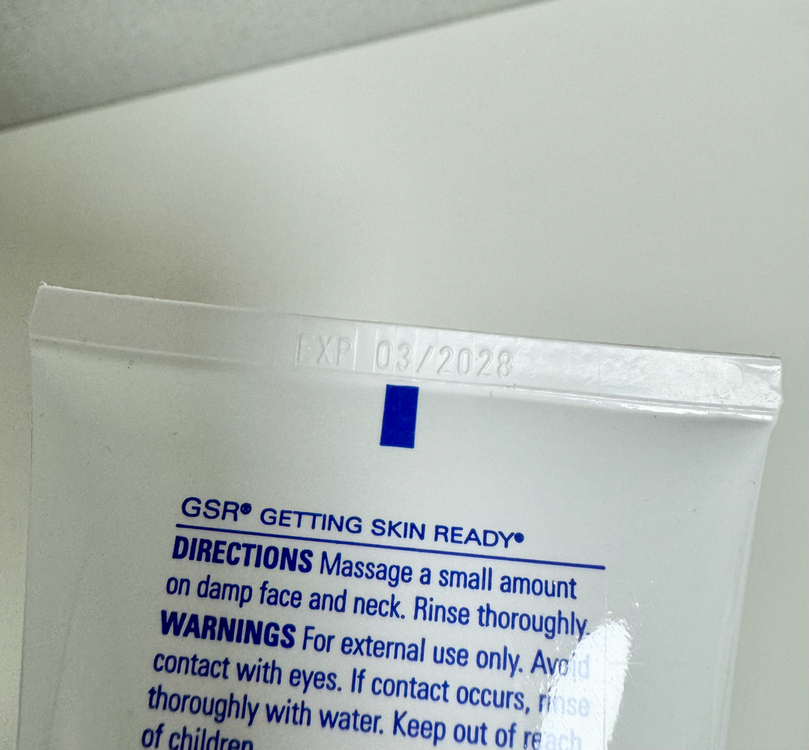 EXP 03/2028
GSR® GETTING SKIN READY®
DIRECTIONS Massage a small amount
on damp face and neck. Rinse thoroughly.
WARNINGS For external use only. Avoid
contact with eyes. If contact occurs, rinse
thoroughly with water. Keep out of reach
of children.